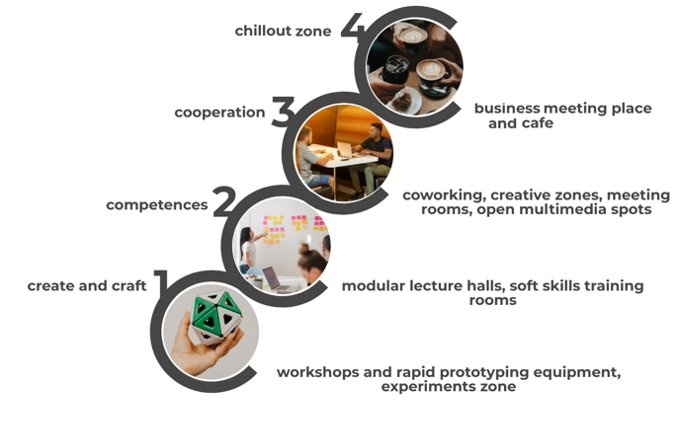 chillout zone 4
business meeting place
and cafe
cooperation 3
coworking, creative zones, meeting
rooms, open multimedia spots
competences 2
modular lecture halls, soft skills training
rooms
create and craft 1
workshops and rapid prototyping equipment,
experiments zone